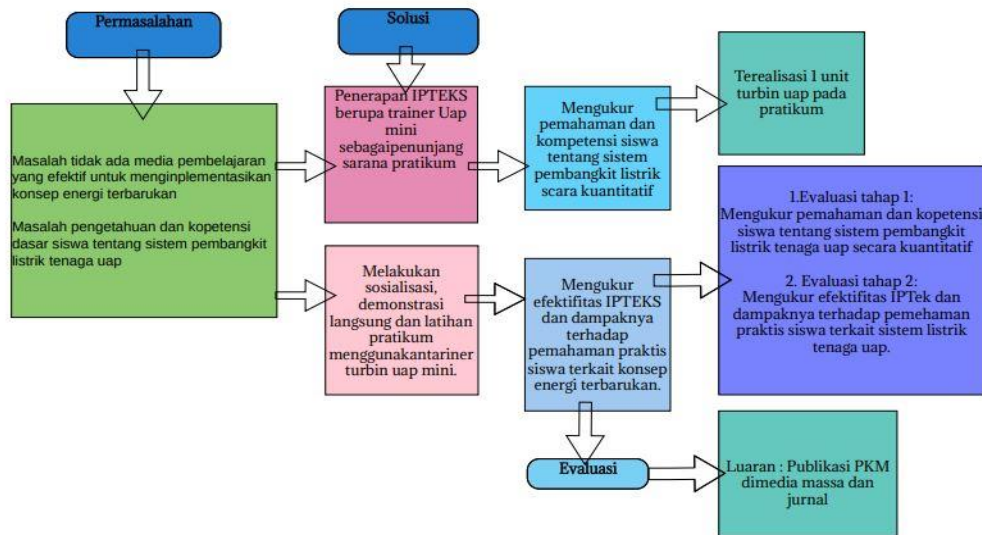 Permasalahan
Solusi
Masalah tidak ada media pembelajaran
yang efektif untuk menginplementasikan
konsep energi terbarukan
Masalah pengetahuan dan kopetensi
dasar siswa tentang sistem pembangkit
listrik tenaga uap
Penerapan IPTEKS
berupa trainer Uap
mini
sebagaipenunjang
sarana pratikum
Mengukur
pemahaman dan
kompetensi siswa
tentang sistem
pembangkit listrik
scara kuantitatif
Terealisasi 1 unit
turbin uap pada
pratikum
Melakukan
sosialisasi,
demonstrasi
langsung dan latihan
pratikum
menggunakantariner
turbin uap mini.
Mengukur
efektifitas IPTEKS
dan dampaknya
terhadap
pemahaman praktis
siswa terkait konsep
energi terbarukan.
1.Evaluasi tahap 1:
Mengukur pemahaman dan kopetensi
siswa tentang sistem pembangkit
listrik tenaga uap secara kuantitatif
2. Evaluasi tahap 2:
Mengukur efektifitas IPTek dan
dampaknya terhadap pemehaman
praktis siswa terkait sistem listrik
tenaga uap.
Evaluasi
Luaran : Publikasi PKM
dimedia massa dan
jurnal